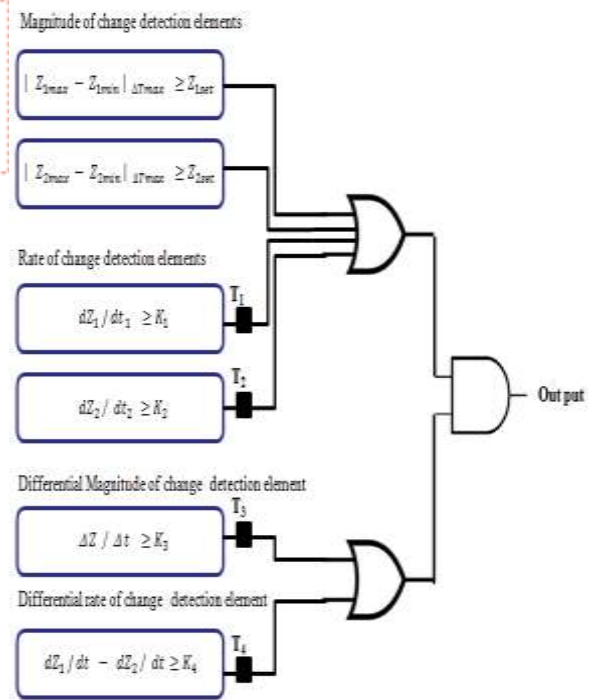 Magnitude of change detection elements
| Z1max − Z1min | ΔTmax ≥ Z1set
| Z2max − Z2min | ΔTmax ≥ Z2set
Rate of change detection elements
T1
dZ1 / dt1 ≥ K1
T2
dZ2 / dt2 ≥ K2
Out put
Differential Magnitude of change detection element
T3
ΔZ / Δt ≥ K3
Differential rate of change detection element
T4
dZ1 / dt − dZ2 / dt ≥ K4